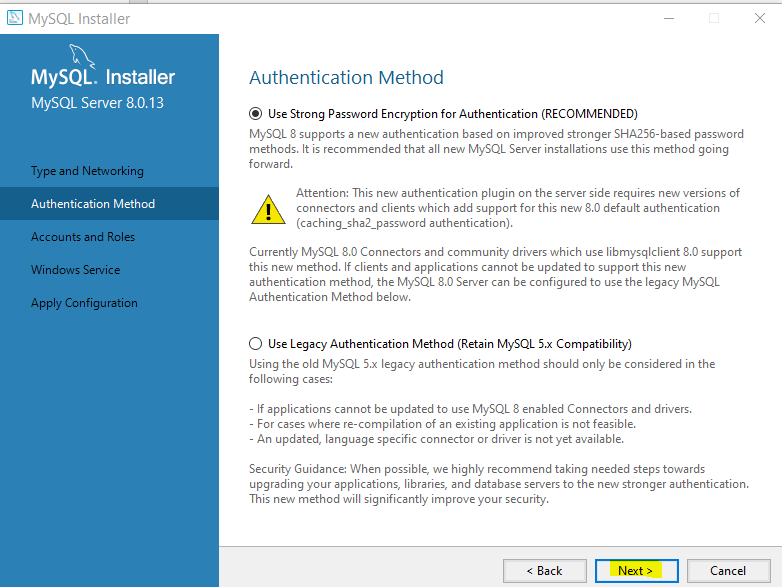 MySQL Installer
MySQL. Installer
MySQL Server 8.0.13
Type and Networking
Authentication Method
Accounts and Roles
Windows Service
Apply Configuration
Authentication Method
Use Strong Password Encryption for Authentication (RECOMMENDED)
MySQL 8 supports a new authentication based on improved stronger SHA256-based password
methods. It is recommended that all new MySQL Server installations use this method going
forward.
Attention: This new authentication plugin on the server side requires new versions of
connectors and clients which add support for this new 8.0 default authentication
(caching_sha2_password authentication).
Currently MySQL 8.0 Connectors and community drivers which use libmysqlclient 8.0 support
this new method. If clients and applications cannot be updated to support this new
authentication method, the MySQL 8.0 Server can be configured to use the legacy MySQL
Authentication Method below.
Use Legacy Authentication Method (Retain MySQL 5.x Compatibility)
Using the old MySQL 5.x legacy authentication method should only be considered in the
following cases:
- If applications cannot be updated to use MySQL 8 enabled Connectors and drivers.
- For cases where re-compilation of an existing application is not feasible.
- An updated, language specific connector or driver is not yet available.
Security Guidance: When possible, we highly recommend taking needed steps towards
upgrading your applications, libraries, and database servers to the new stronger authentication.
This new method will significantly improve your security.
< Back
Next >
Cancel